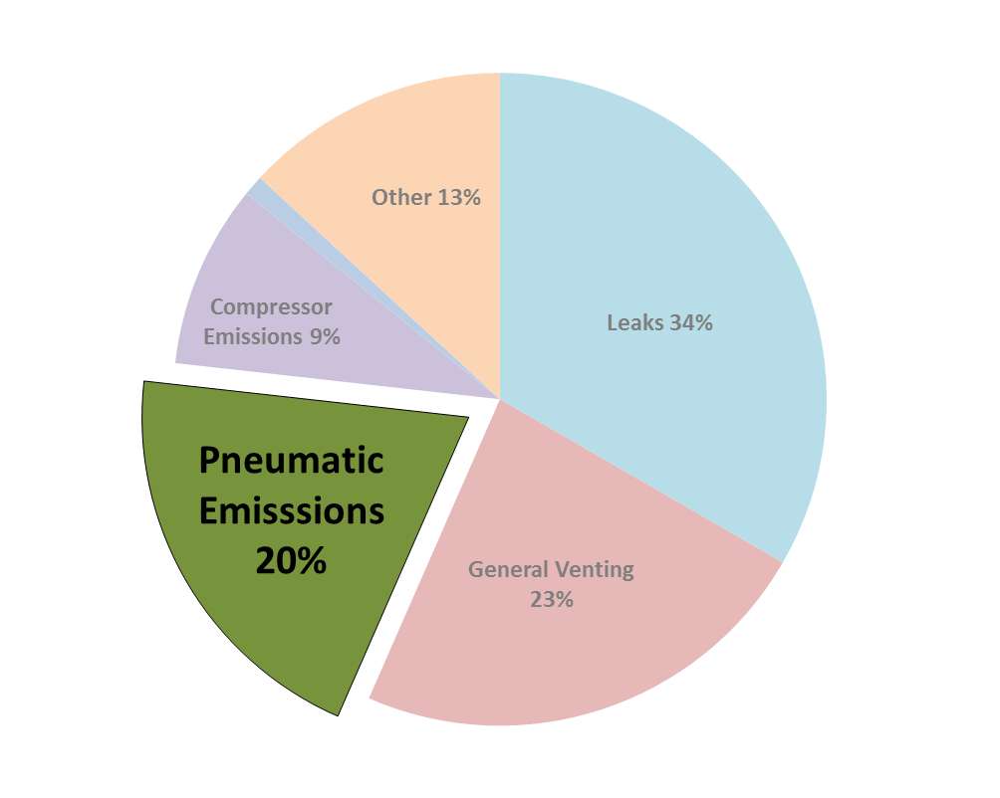 Other 13%
Leaks 34%
Compressor
Emissions 9%
Pneumatic
Emisssions
20%
General Venting
23%